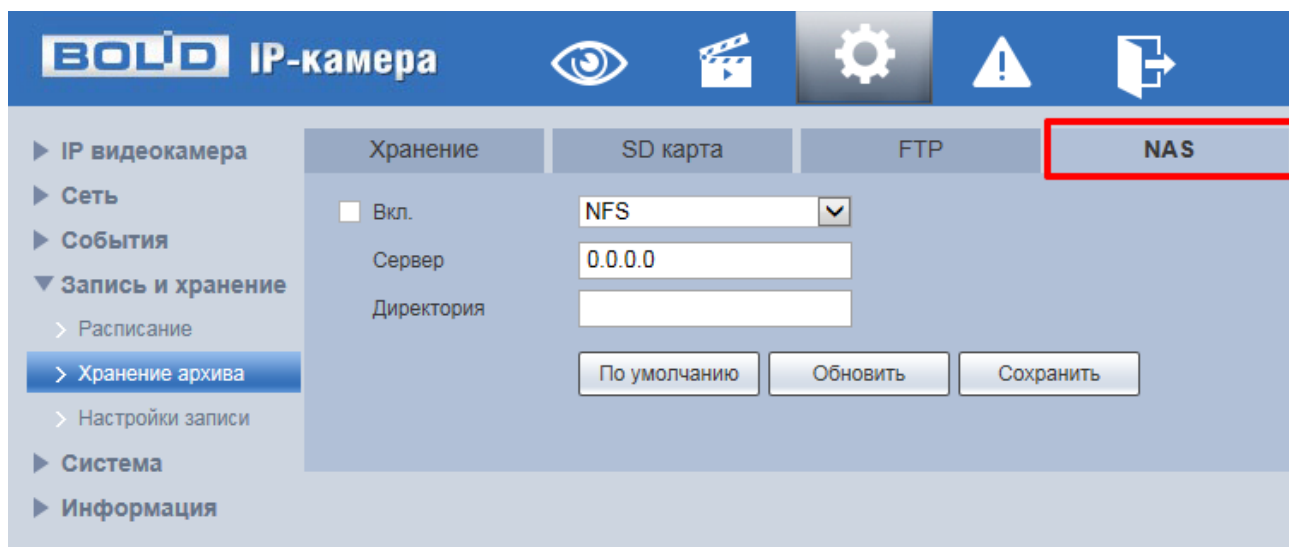 BOLID IP-камера
IP видеокамера
Сеть
События
Запись и хранение
Расписание
Хранение архива
Настройки записи
Система
Информация
Хранение SD карта FTP NAS
Вкл. NFS
Сервер 0.0.0.0
Директория
По умолчанию Обновить Сохранить